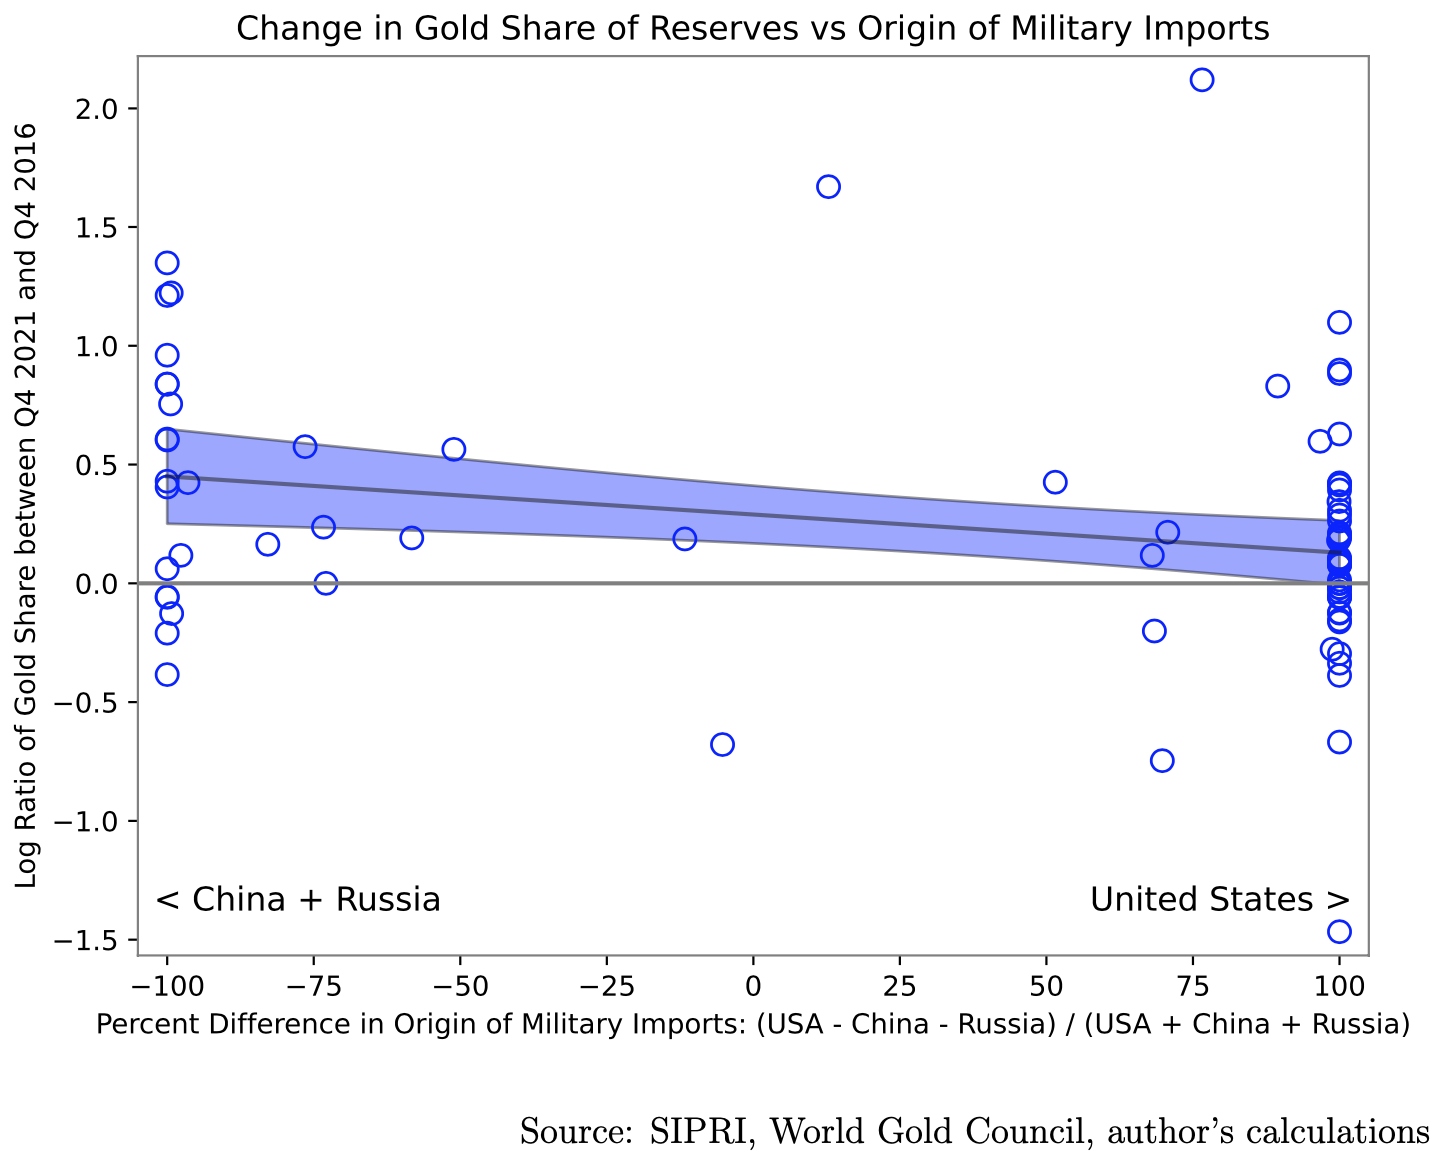 Change in Gold Share of Reserves vs Origin of Military Imports
Log Ratio of Gold Share between Q4 2021 and Q4 2016
2.0
1.5
1.0
0.5
0.0
−0.5
−1.0
−1.5
< China + Russia
United States >
−100 −75 −50 −25 0 25 50 75 100
Percent Difference in Origin of Military Imports: (USA - China - Russia) / (USA + China + Russia)
Source: SIPRI, World Gold Council, author’s calculations